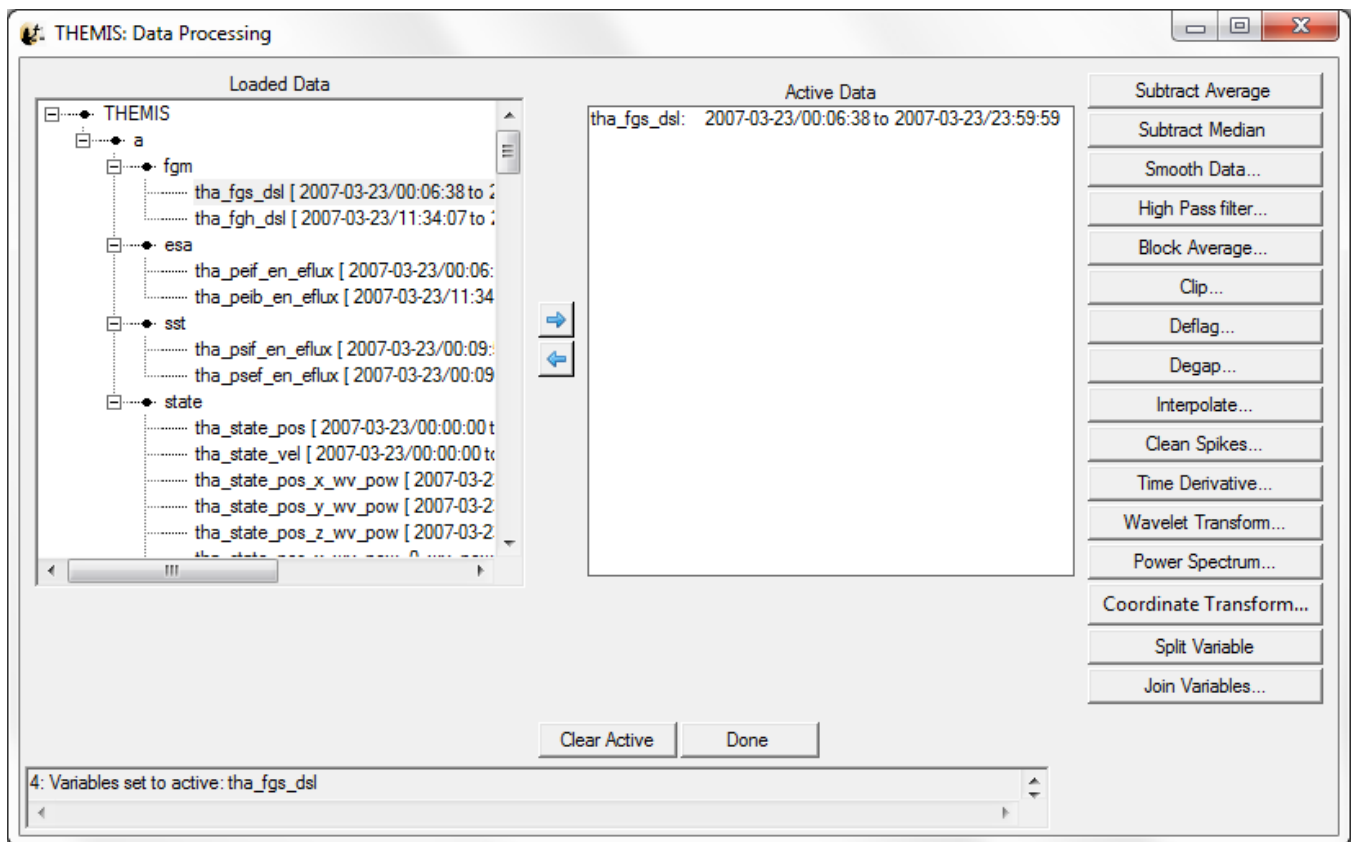 THEMIS: Data Processing
Loaded Data
THEMIS
a
fgm
tha_fgs_dsl [ 2007-03-23/00:06:38 to 2
tha_fgh_dsl [ 2007-03-23/11:34:07 to
esa
tha_peif_en_eflux [ 2007-03-23/00:06:
tha_peib_en_eflux [ 2007-03-23/11:34
sst
tha_psif_en_eflux [ 2007-03-23/00:09:
tha_psef_en_eflux [ 2007-03-23/00:09
state
tha_state_pos [ 2007-03-23/00:00:00 t
tha_state_vel [ 2007-03-23/00:00:00 to
tha_state_pos_x_wv_pow [ 2007-03-2
tha_state_pos_y_wv_pow [ 2007-03-2
tha_state_pos_z_wv_pow [ 2007-03-2
Active Data
tha_fgs_dsl: 2007-03-23/00:06:38 to 2007-03-23/23:59:59
Subtract Average
Subtract Median
Smooth Data...
High Pass filter...
Block Average...
Clip...
Deflag...
Degap...
Interpolate...
Clean Spikes...
Time Derivative...
Wavelet Transform...
Power Spectrum...
Coordinate Transform...
Split Variable
Join Variables...
Clear Active
Done
4: Variables set to active: tha_fgs_dsl